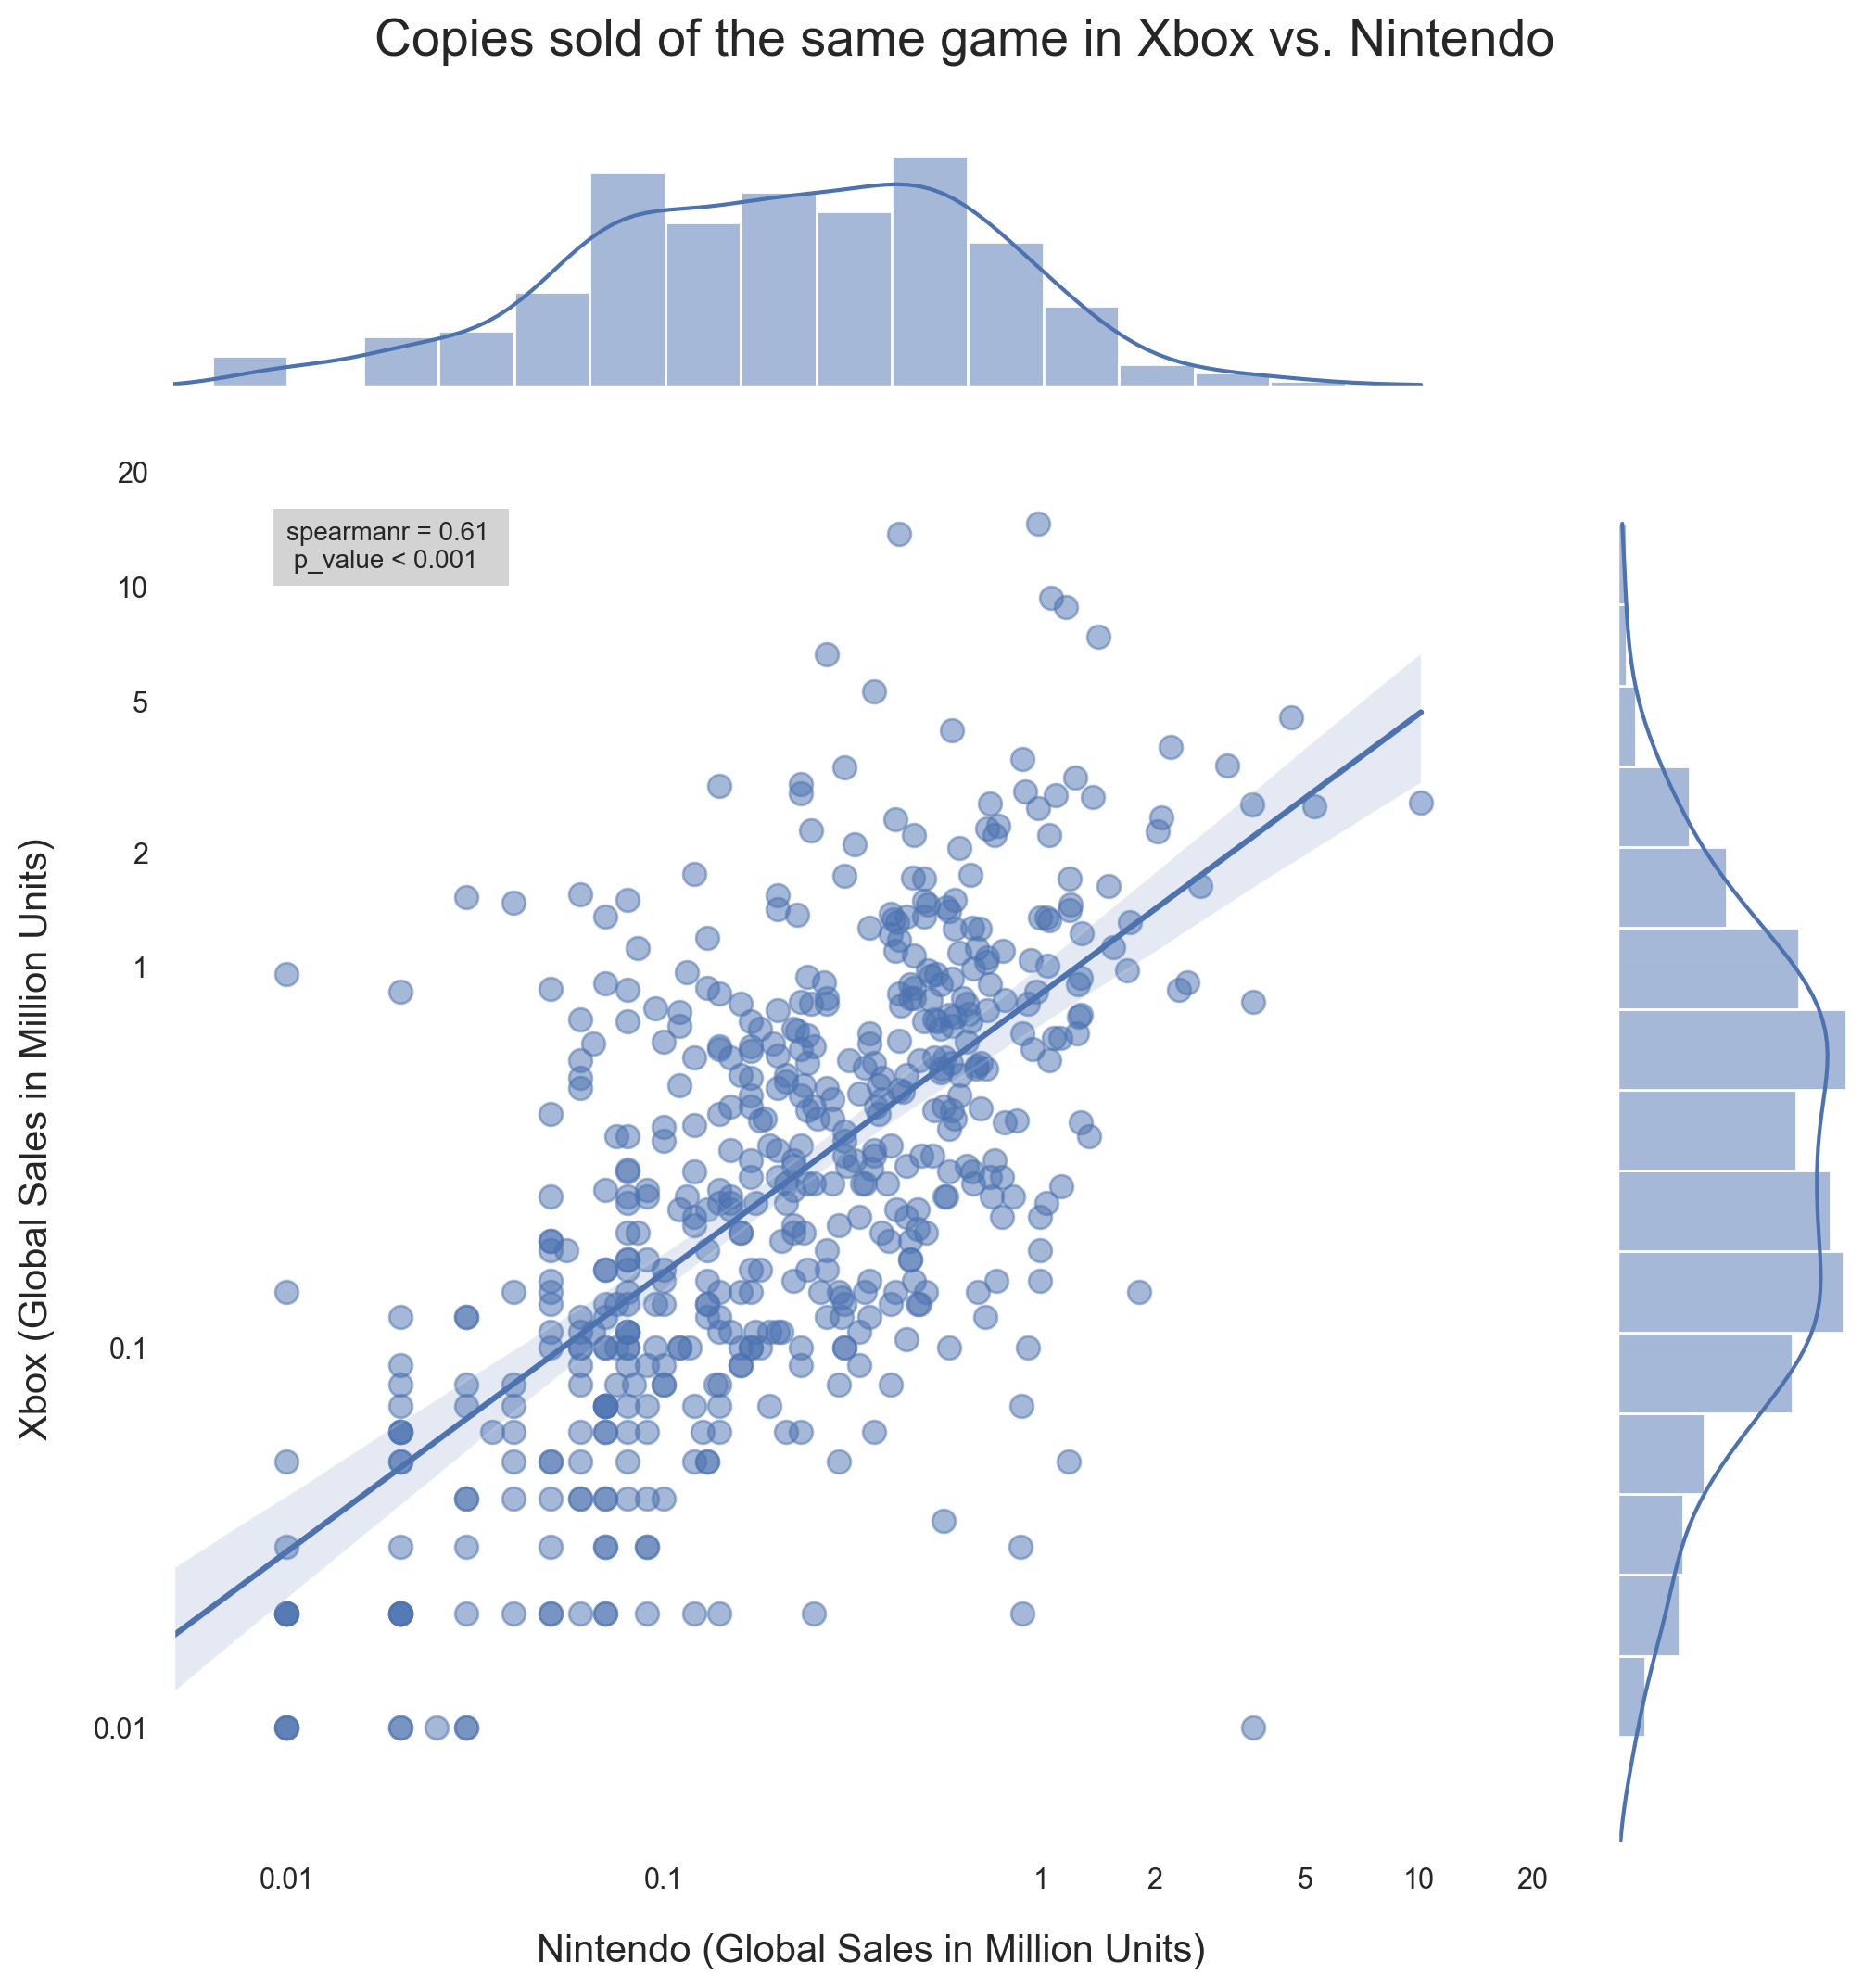 Copies sold of the same game in Xbox vs. Nintendo
20
spearmanr = 0.61
p_value < 0.001
10
5
2
1
0.1
0.01
Xbox (Global Sales in Million Units)
0.01 0.1 1 2 5 10 20
Nintendo (Global Sales in Million Units)